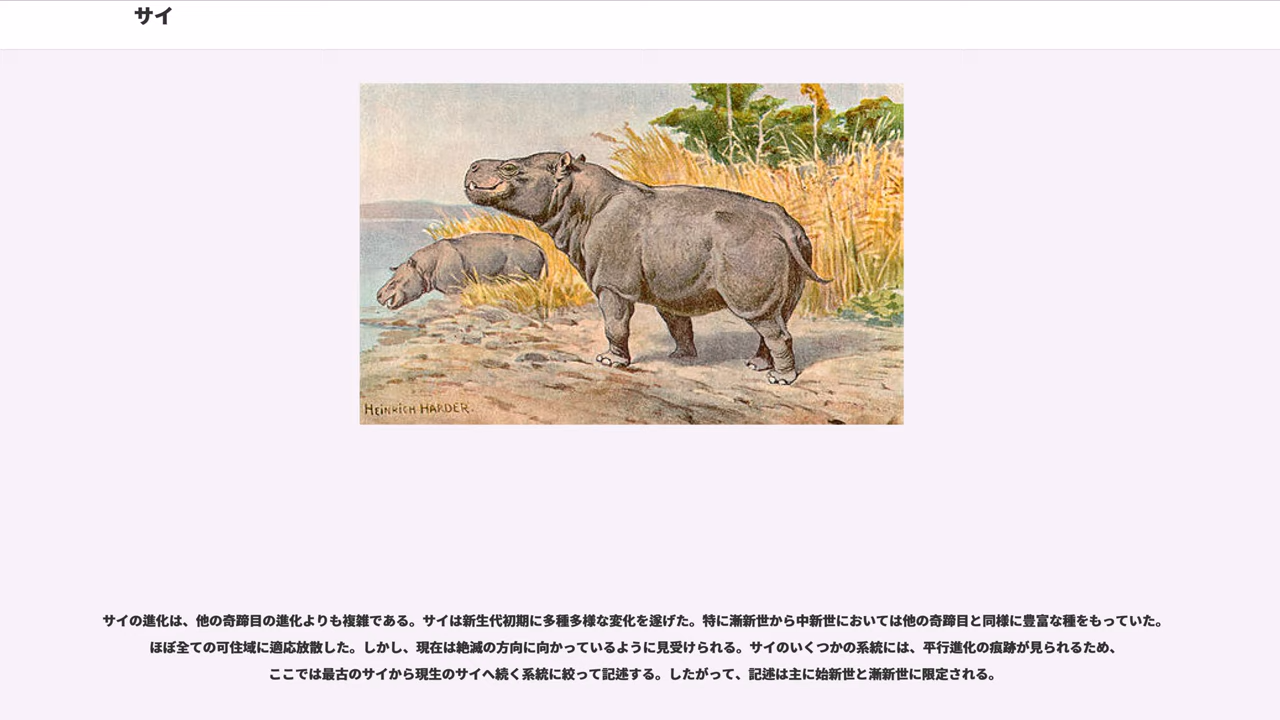 サイ
HEINRICH HARDER.
サイの進化は、他の奇蹄目の進化よりも複雑である。サイは新生代初期に多種多様な変化を遂げた。特に漸新世から中新世においては他の奇蹄目と同様に豊富な種をもっていた。
ほぼ全ての可住域に適応放散した。しかし、現在は絶滅の方向に向かっているように見受けられる。サイのいくつかの系統には、平行進化の痕跡が見られるため、
ここでは最古のサイから現生のサイへ続く系統に絞って記述する。したがって、記述は主に始新世と漸新世に限定される。